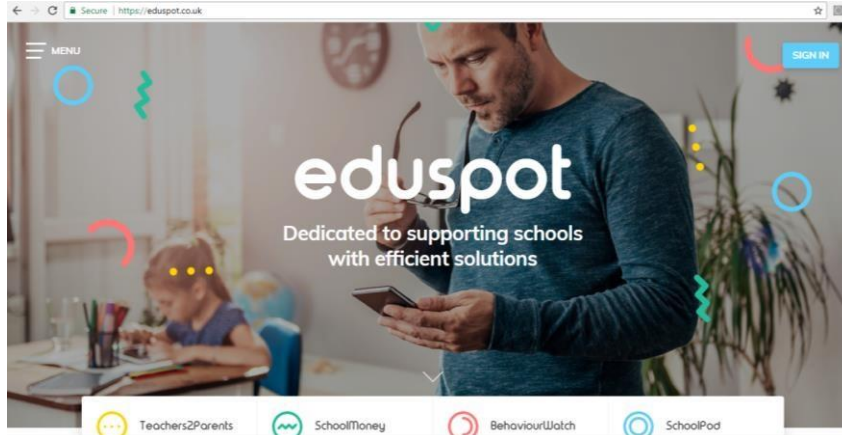 Secure | https://eduspot.co.uk
MENU
SIGN IN
eduspot
Dedicated to supporting schools
with efficient solutions
Teachers2Parents
SchoolMoney
BehaviourWatch
SchoolPod